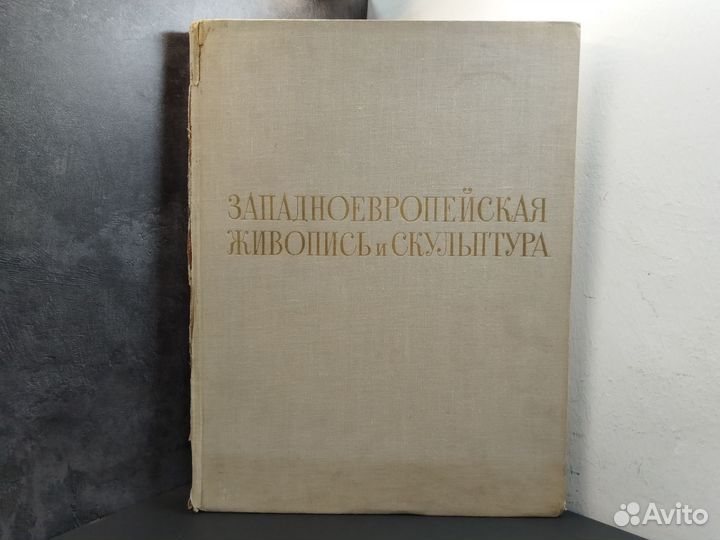 ЗАПАДНОЕВРОПЕЙСКАЯ
ЖИВОПИСЬ и СКУЛЬПТУРА
Avito